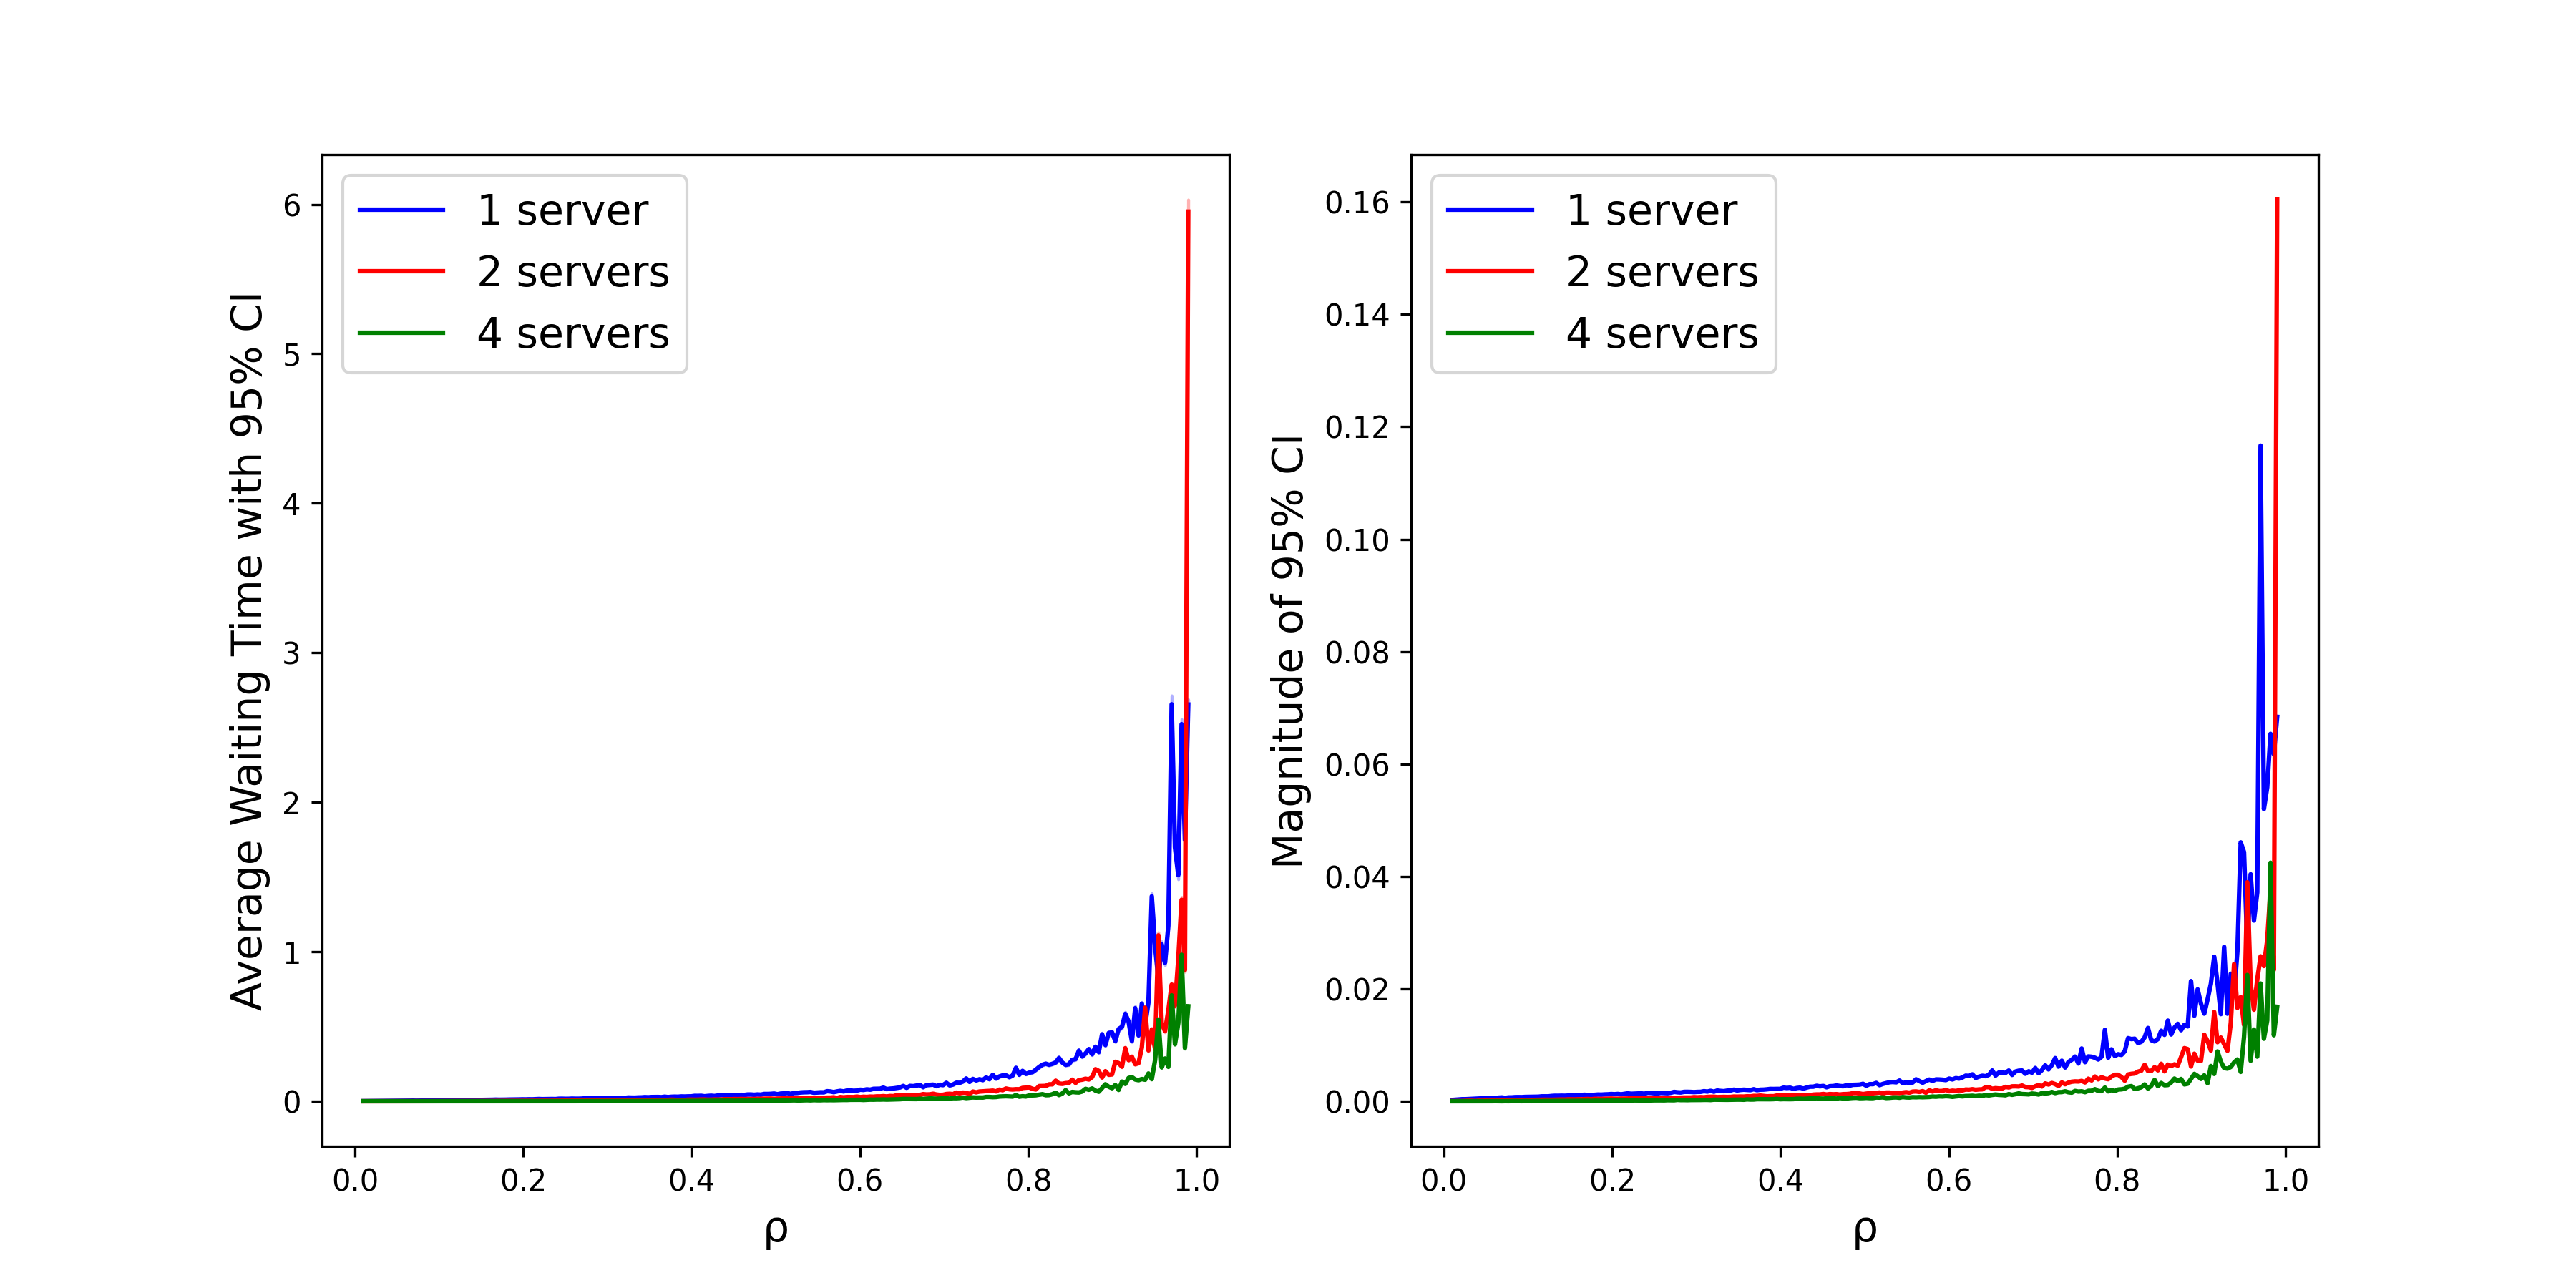 1 server
2 servers
4 servers
Average Waiting Time with 95% CI
6
5
4
3
2
1
0
0.0 0.2 0.4 0.6 0.8 1.0
ρ
1 server
2 servers
4 servers
Magnitude of 95% CI
0.16
0.14
0.12
0.10
0.08
0.06
0.04
0.02
0.00
0.0 0.2 0.4 0.6 0.8 1.0
ρ